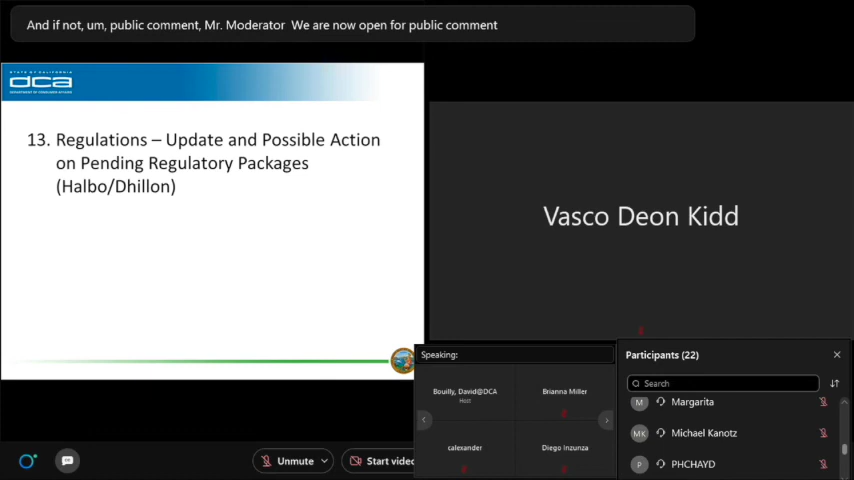 And if not, um, public comment, Mr. Moderator  We are now open for public comment
STATE OF CALIFORNIA
dca
DEPARTMENT OF CONSUMER AFFAIRS
13. Regulations – Update and Possible Action
on Pending Regulatory Packages
(Halbo/Dhillon)
Vasco Deon Kidd
Speaking:
Bouilly, David@DCA
Host
Brianna Miller
calexander
Diego Inzunza
Participants (22)
Search
M Margarita
MK Michael Kanotz
P PHCHAYD
Unmute
Start video